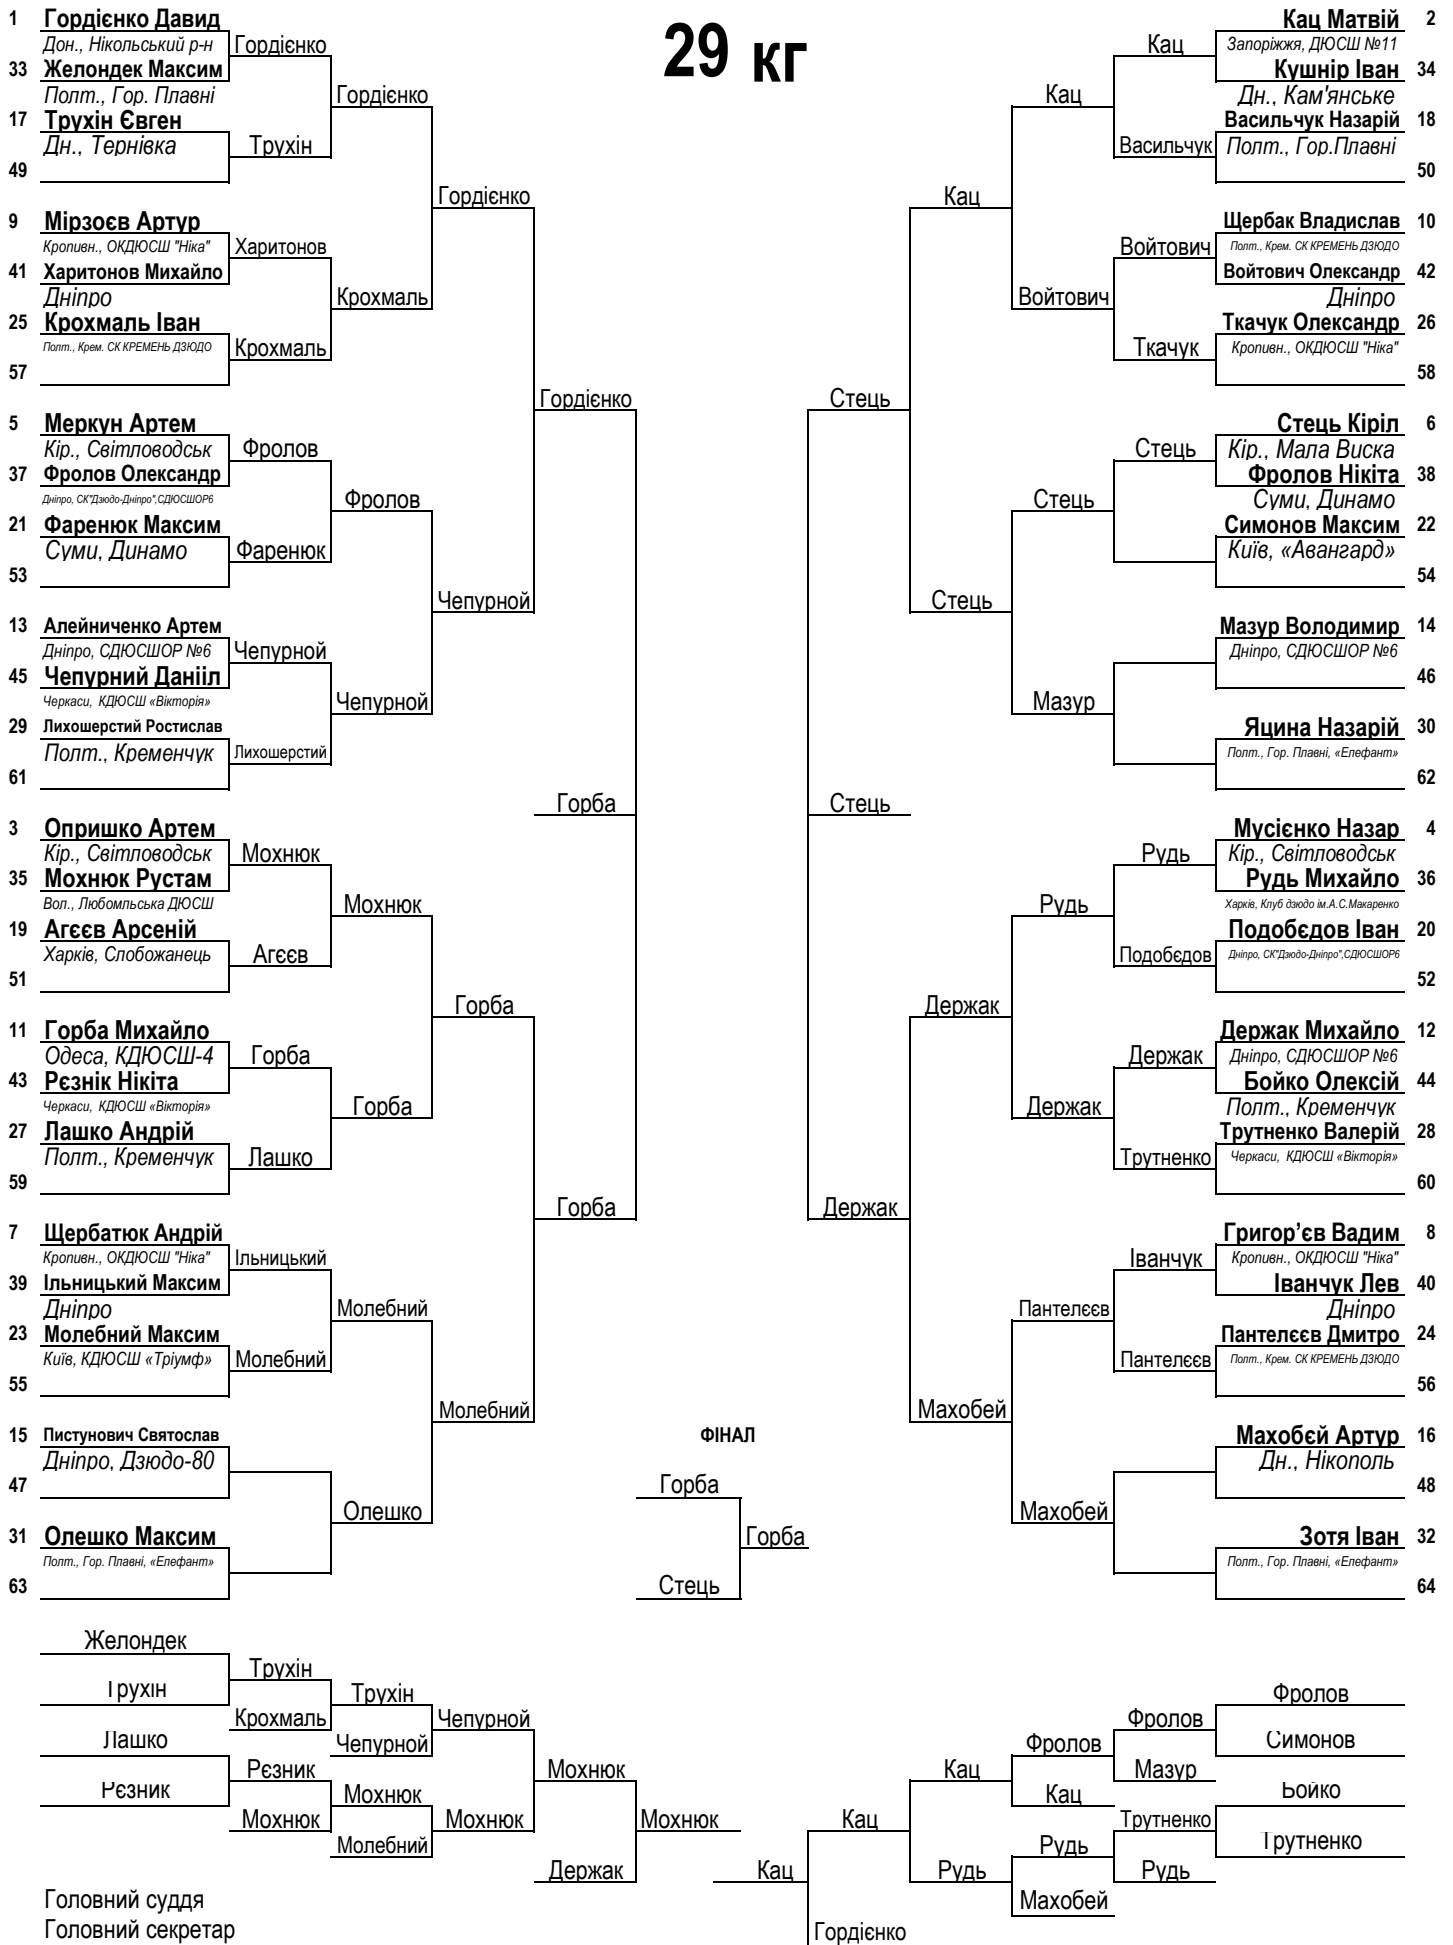 29 кг
1 Гордієнко Давид
Дон., Нікольський р-н
33 Желондек Максим
Полт., Гор. Плавні
17 Трухін Євген
Дн., Тернівка
49
9 Мірзоєв Артур
Кропивн., ОКДЮСШ "Ніка"
41 Харитонов Михайло
Дніпро
25 Крохмаль Іван
Полт., Крем. СК КРЕМЕНЬ ДЗЮДО
57
5 Меркун Артем
Кір., Світловодськ
37 Фролов Олександр
Дніпро, СК"Дзюдо-Дніпро",СДЮСШОР6
21 Фаренюк Максим
Суми, Динамо
53
13 Алейниченко Артем
Дніпро, СДЮСШОР №6
45 Чепурний Данііл
Черкаси, КДЮСШ «Вікторія»
29 Лихошерстий Ростислав
Полт., Кременчук
61
3 Опришко Артем
Кір., Світловодськ
35 Мохнюк Рустам
Вол., Любомльська ДЮСШ
19 Агєєв Арсеній
Харків, Слобожанець
51
11 Горба Михайло
Одеса, КДЮСШ-4
43 Рєзнік Нікіта
Черкаси, КДЮСШ «Вікторія»
27 Лашко Андрій
Полт., Кременчук
59
7 Щербатюк Андрій
Кропивн., ОКДЮСШ "Ніка"
39 Ільницький Максим
Дніпро
23 Молебний Максим
Київ, КДЮСШ «Тріумф»
55
15 Пистунович Святослав
Дніпро, Дзюдо-80
47
31 Олешко Максим
Полт., Гор. Плавні, «Елефант»
63
Гордієнко
Трухін
Харитонов
Крохмаль
Фролов
Фаренюк
Чепурной
Лихошерстий
Мохнюк
Агєєв
Горба
Лашко
Ільницький
Молебний
Гордієнко
Крохмаль
Фролов
Чепурной
Мохнюк
Горба
Молебний
Олешко
Гордієнко
Чепурной
Горба
Молебний
Гордієнко
Горба
Горба
Кац Матвій 2
Запоріжжя, ДЮСШ №11
Кушнір Іван 34
Дн., Кам'янське
Васильчук Назарій 18
Полт., Гор.Плавні
50
Щербак Владислав 10
Полт., Крем. СК КРЕМЕНЬ ДЗЮДО
Войтович Олександр 42
Дніпро
Ткачук Олександр 26
Кропивн., ОКДЮСШ "Ніка"
58
Стець Кіріл 6
Кір., Мала Виска
Фролов Нікіта 38
Суми, Динамо
Симонов Максим 22
Київ, «Авангард»
54
Мазур Володимир 14
Дніпро, СДЮСШОР №6
46
Яцина Назарій 30
Полт., Гор. Плавні, «Елефант»
62
Мусієнко Назар 4
Кір., Світловодськ
Рудь Михайло 36
Харків, Клуб дзюдо ім.А.С.Макаренко
Подобєдов Іван 20
Дніпро, СК"Дзюдо-Дніпро",СДЮСШОР6
52
Держак Михайло 12
Дніпро, СДЮСШОР №6
Бойко Олексій 44
Полт., Кременчук
Трутненко Валерій 28
Черкаси, КДЮСШ «Вікторія»
60
Григор’єв Вадим 8
Кропивн., ОКДЮСШ "Ніка"
Іванчук Лев 40
Дніпро
Пантелєєв Дмитро 24
Полт., Крем. СК КРЕМЕНЬ ДЗЮДО
56
Махобєй Артур 16
Дн., Нікополь
48
Зотя Іван 32
Полт., Гор. Плавні, «Елефант»
64
Кац
Васильчук
Войтович
Ткачук
Стець
Рудь
Подобєдов
Держак
Трутненко
Іванчук
Пантелєєв
Кац
Войтович
Стець
Мазур
Рудь
Держак
Пантелєєв
Махобей
Кац
Стець
Держак
Махобей
Стець
Держак
Стець
ФІНАЛ
Горба
Горба
Стець
Желондек
Трухін
Лашко
Рєзник
Трухін
Крохмаль
Рєзник
Мохнюк
Трухін
Чепурной
Мохнюк
Молебний
Чепурной
Мохнюк
Мохнюк
Держак
Мохнюк
Фролов
Симонов
Бойко
Трутненко
Фролов
Мазур
Трутненко
Рудь
Фролов
Кац
Рудь
Махобей
Кац
Рудь
Кац
Кац
Гордієнко
Головний суддя
Головний секретар